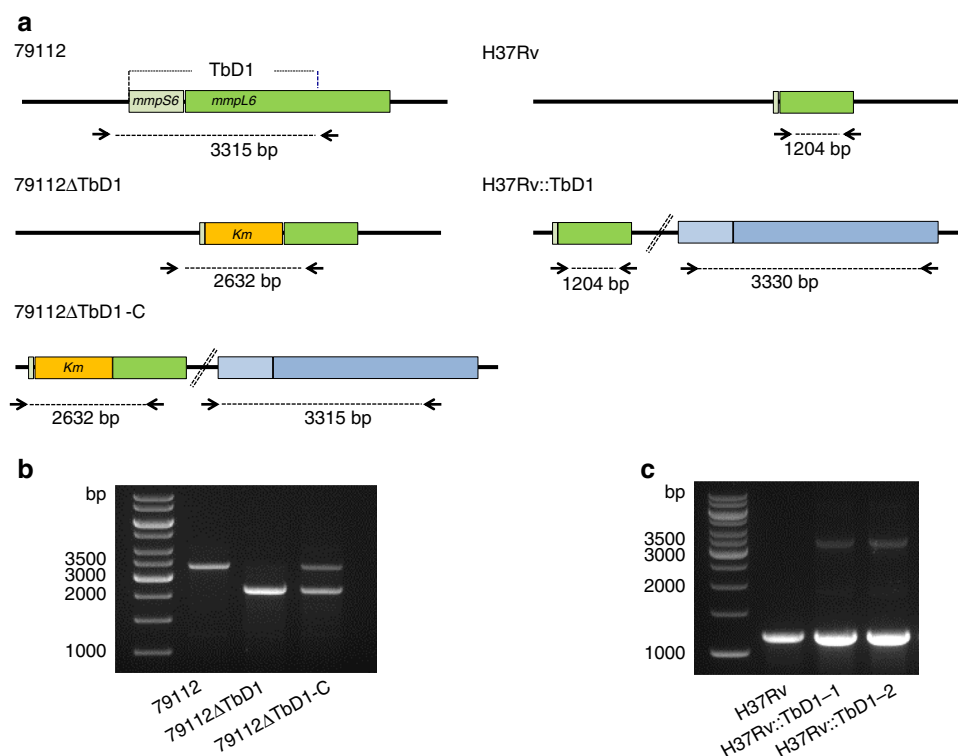 a
79112
TbD1
mmpS6 mmpL6
3315 bp
H37Rv
1204 bp
79112ΔTbD1
Km
2632 bp
H37Rv::TbD1
1204 bp
3330 bp
79112ΔTbD1-C
Km
2632 bp
3315 bp
b
bp
3500
3000
2000
1000
79112
79112ΔTbD1
79112ΔTbD1-C
c
bp
3500
3000
2000
1000
H37Rv
H37Rv::TbD1–1
H37Rv::TbD1–2